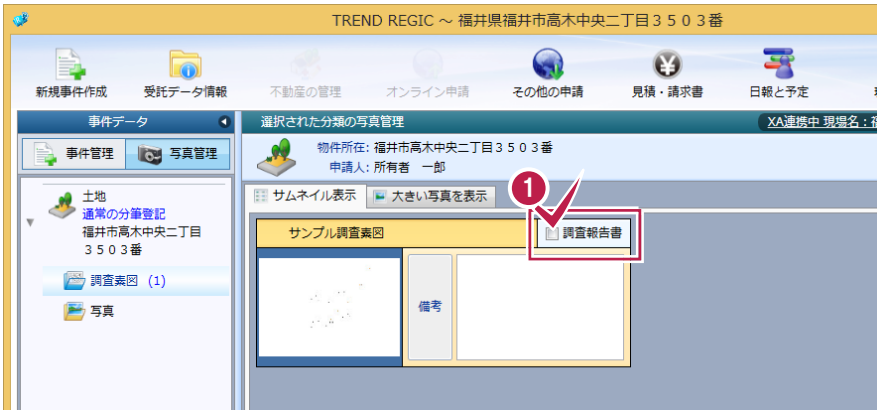 TREND REGIC ～ 福井県福井市高木中央二丁目３５０３番
新規事件作成
受託データ情報
不動産の管理
オンライン申請
その他の申請
見積・請求書
日報と予定
事件データ
事件管理
写真管理
土地
通常の分筆登記
福井市高木中央二丁目
３５０３番
調査素図 (1)
写真
選択された分類の写真管理
XA連携中 現場名：
物件所在: 福井市高木中央二丁目３５０３番
申請人: 所有者　一郎
サムネイル表示
大きい写真を表示
1
サンプル調査素図
調査報告書
備考